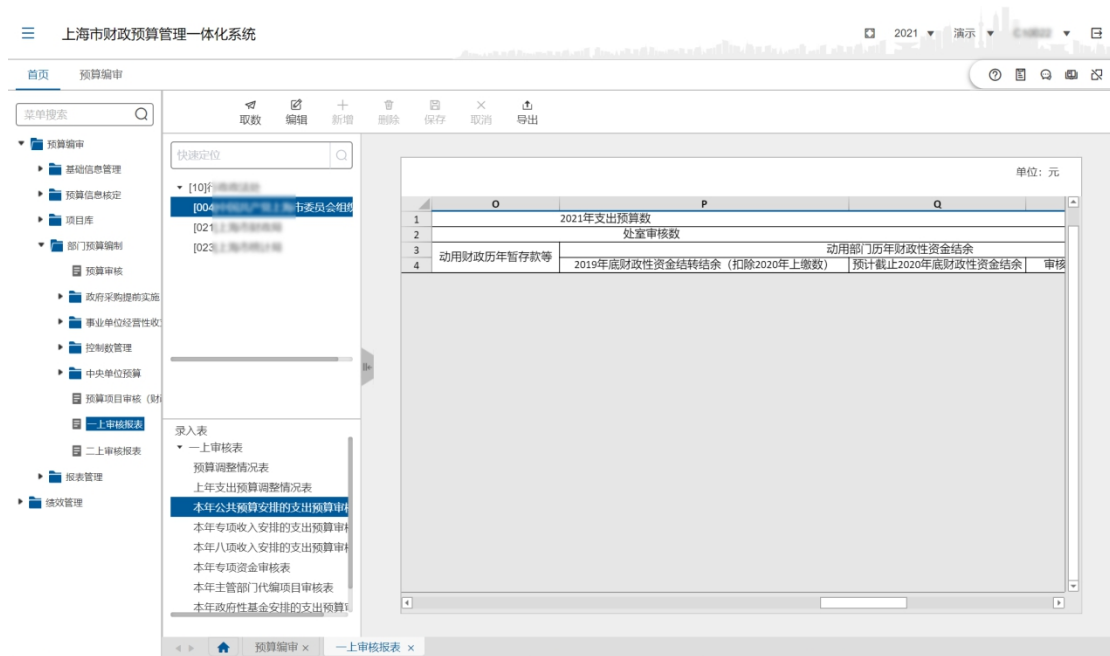 上海市财政预算管理一体化系统
2021 演示
首页 预算编审
菜单搜索
取数 编辑 新增 删除 保存 取消 导出
预算编审
基础信息管理
预算信息核定
项目库
部门预算编制
预算审核
政府采购提前实施
事业单位经营性收
控制数管理
中央单位预算
预算项目审核（财
一上审核报表
二上审核报表
报表管理
绩效管理
快速定位
[10]
[004 市委员会组织
[021
[023
录入表
一上审核表
预算调整情况表
上年支出预算调整情况表
本年公共预算安排的支出预算审核
本年专项收入安排的支出预算审核
本年八项收入安排的支出预算审核
本年专项资金审核表
本年主管部门代编项目审核表
本年政府性基金安排的支出预算
单位：元
O P Q
1 2021年支出预算数
2 处室审核数
3 动用财政历年暂存款等 动用部门历年财政性资金结余
4 2019年底财政性资金结转结余（扣除2020年上缴数） 预计截止2020年底财政性资金结余 审核
预算编审 × 一上审核报表 ×